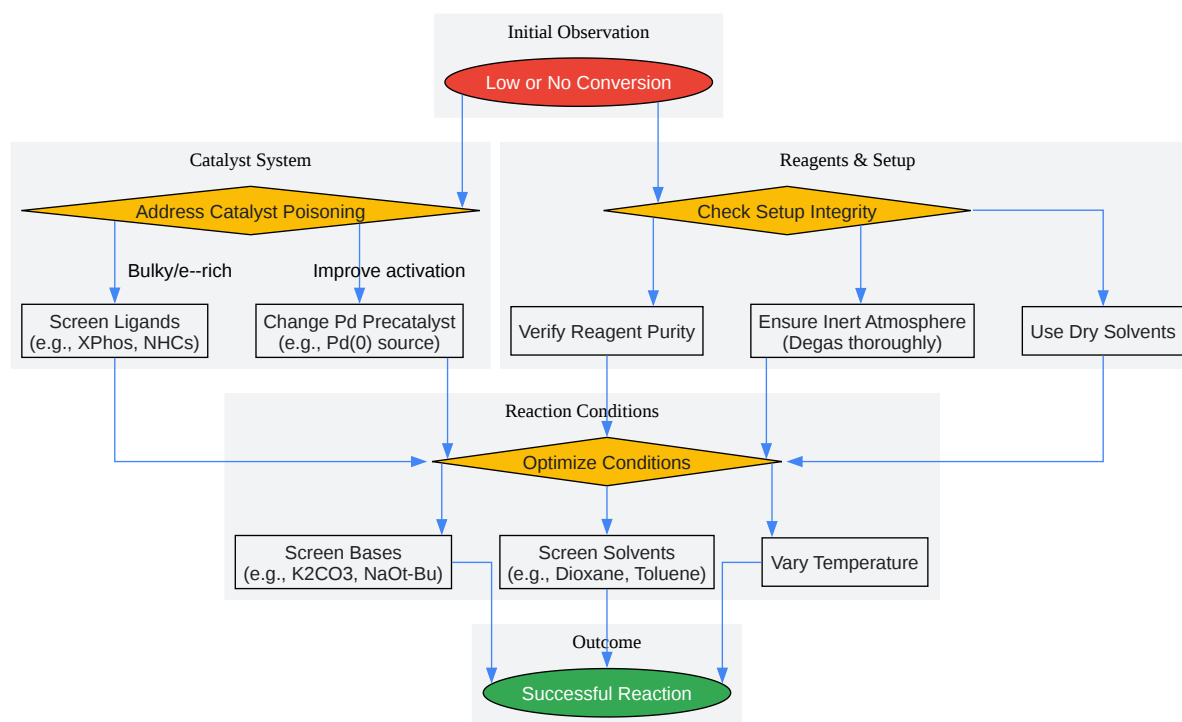 Initial Observation
Low or No Conversion
Catalyst System
Reagents & Setup
Address Catalyst Poisoning
Check Setup Integrity
Bulky/e--rich
Improve activation
Screen Ligands
(e.g., XPhos, NHCs)
Change Pd Precatalyst
(e.g., Pd(0) source)
Verify Reagent Purity
Ensure Inert Atmosphere
(Degas thoroughly)
Use Dry Solvents
Reaction Conditions
Optimize Conditions
Screen Bases
(e.g., K2CO3, NaOt-Bu)
Screen Solvents
(e.g., Dioxane, Toluene)
Vary Temperature
Outcome
Successful Reaction